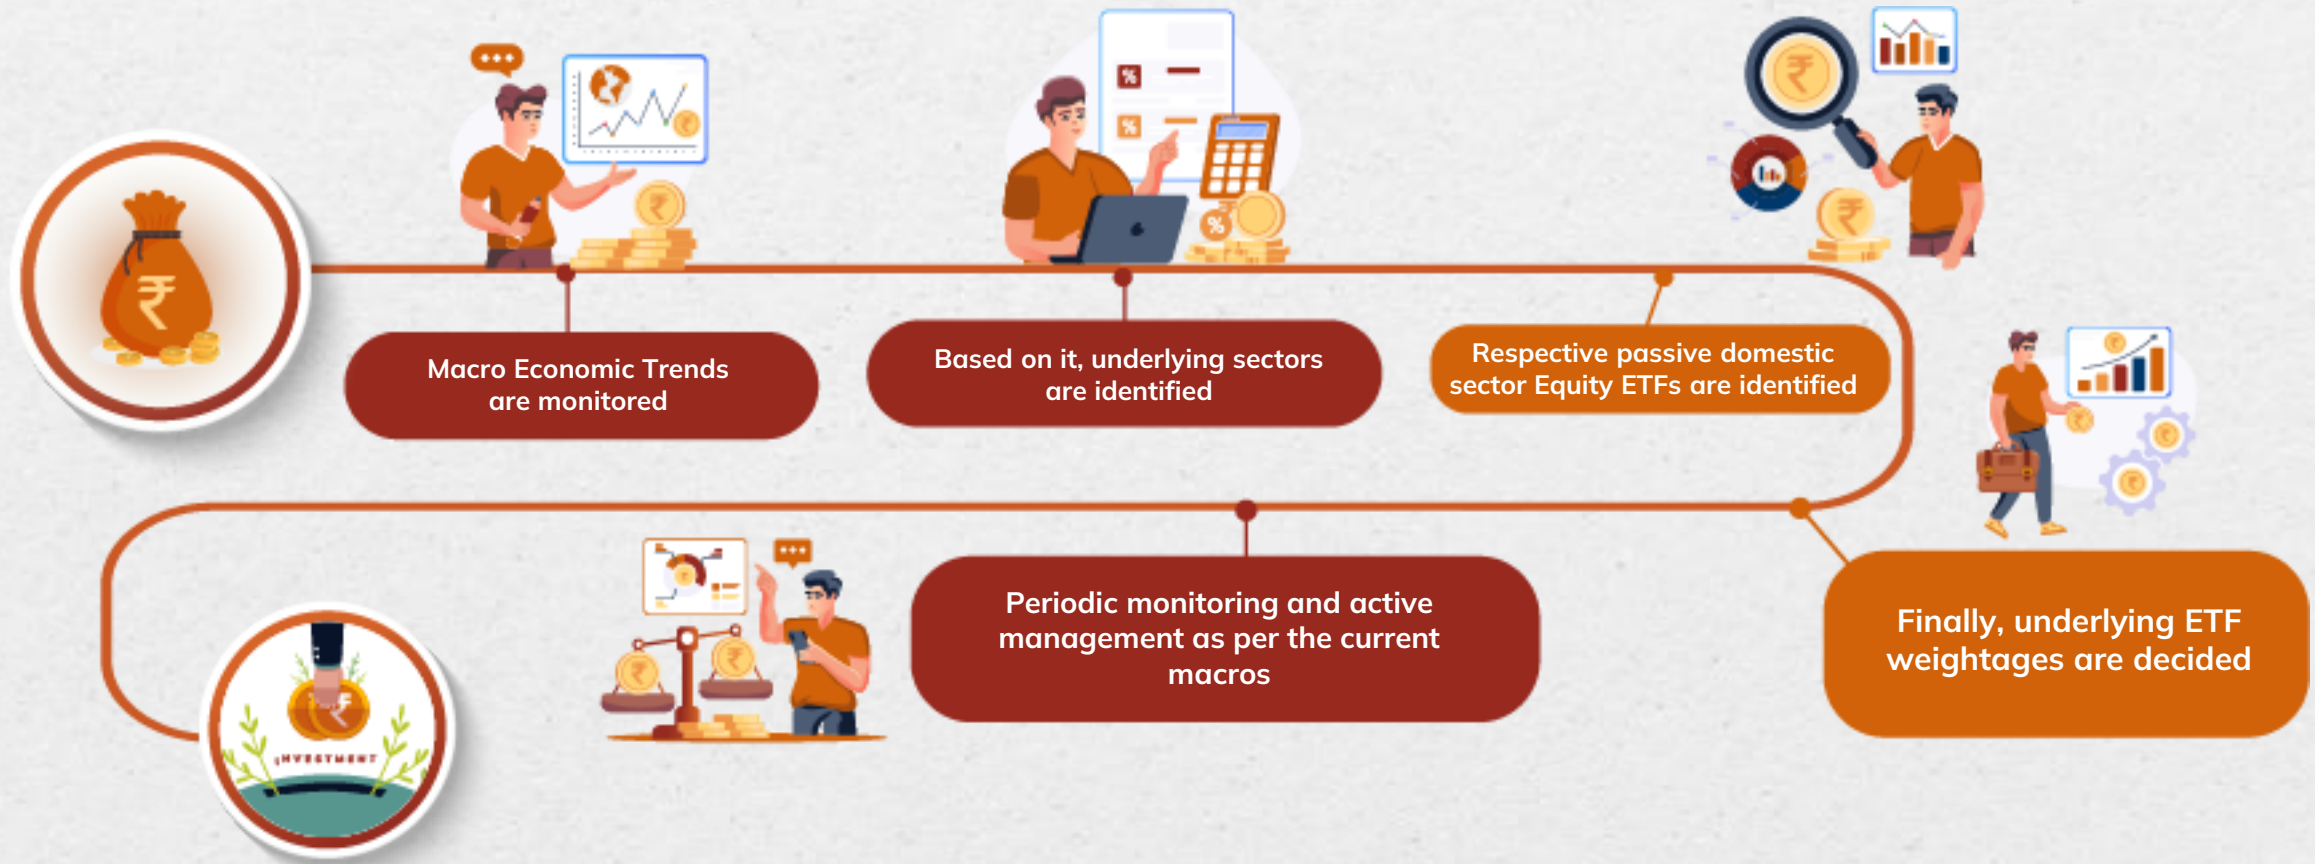 Macro Economic Trends
are monitored
Based on it, underlying sectors
are identified
Respective passive domestic
sector Equity ETFs are identified
Finally, underlying ETF
weightages are decided
Periodic monitoring and active
management as per the current
macros
INVESTMENT
₹
%
%
%